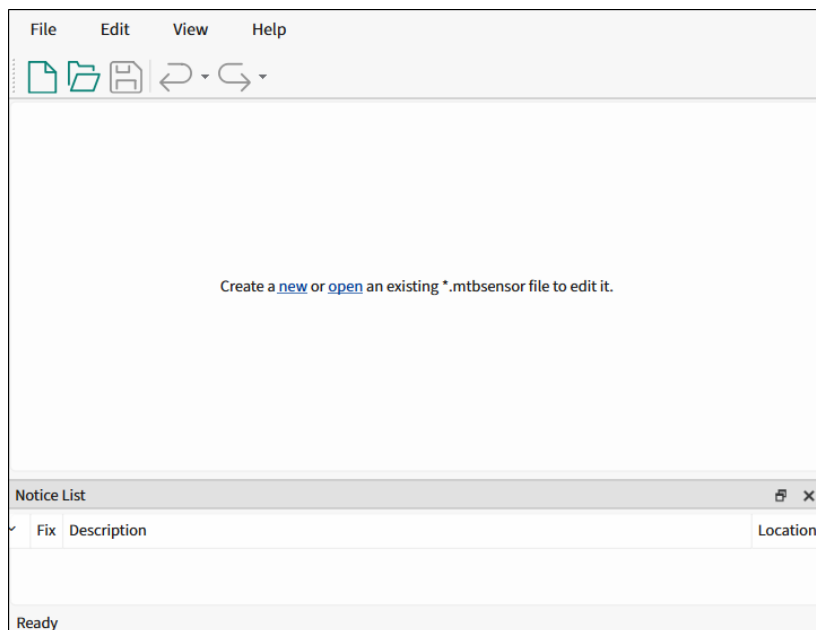 File Edit View Help
Create a new or open an existing *.mtbsensor file to edit it.
Notice List
Fix Description Location
Ready